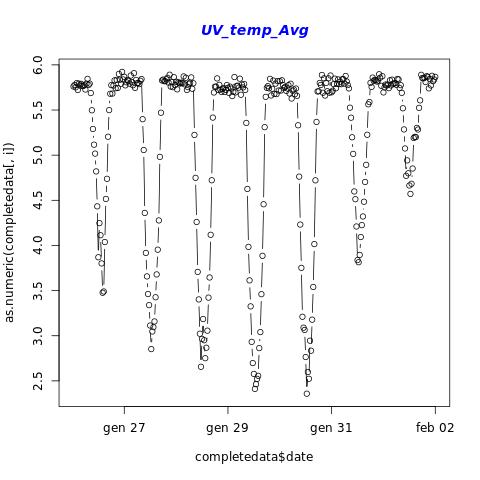 UV_temp_Avg
as.numeric(completedata[, i])
6.0
5.5
5.0
4.5
4.0
3.5
3.0
2.5
gen 27 gen 29 gen 31 feb 02
completedata$date